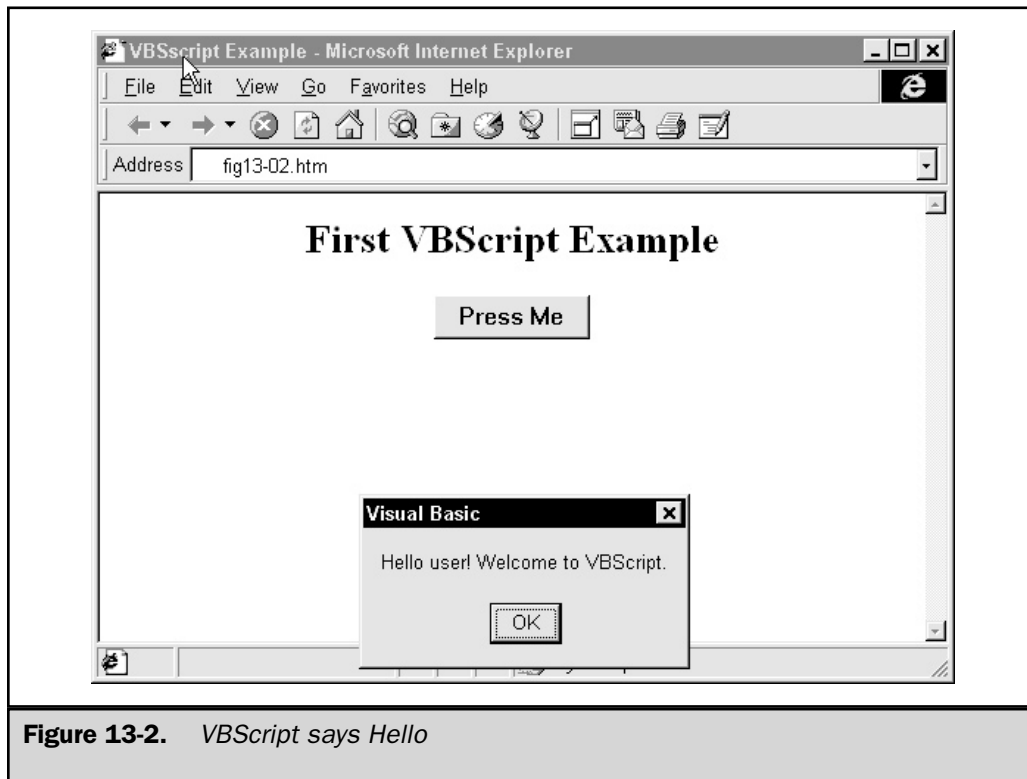 VBSscript Example - Microsoft Internet Explorer
File Edit View Go Favorites Help
Address fig13-02.htm
First VBScript Example
Press Me
Visual Basic
Hello user! Welcome to VBScript.
OK
Figure 13-2. VBScript says Hello